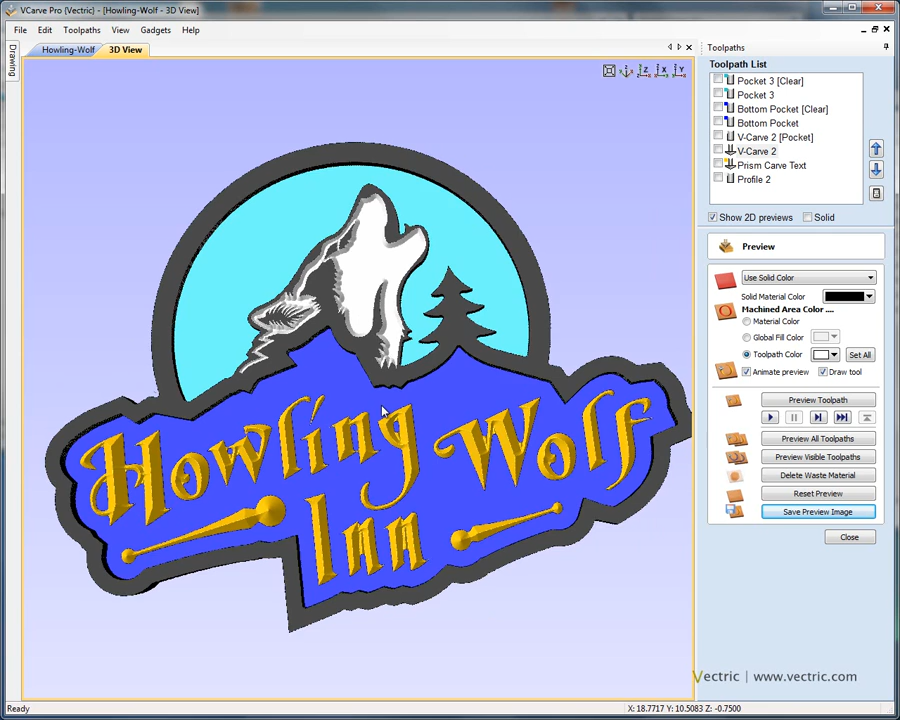 VCarve Pro {Vectric} - [Howling-Wolf - 3D View]
File Edit Toolpaths View Gadgets Help
Drawing
Howling-Wolf 3D View
Z X Y
Howling Wolf
Inn
Toolpaths
Toolpath List
Pocket 3 [Clear]
Pocket 3
Bottom Pocket [Clear]
Bottom Pocket
V-Carve 2 [Pocket]
V-Carve 2
Prism Carve Text
Profile 2
Show 2D previews Solid
Preview
Use Solid Color
Solid Material Color
Machined Area Color ....
Material Color
Global Fill Color
Toolpath Color Set All
Animate preview Draw tool
Preview Toolpath
Preview All Toolpaths
Preview Visible Toolpaths
Delete Waste Material
Reset Preview
Save Preview Image
Close
Vectric | www.vectric.com
Ready X: 18.7717 Y: 10.5083 Z: -0.7500